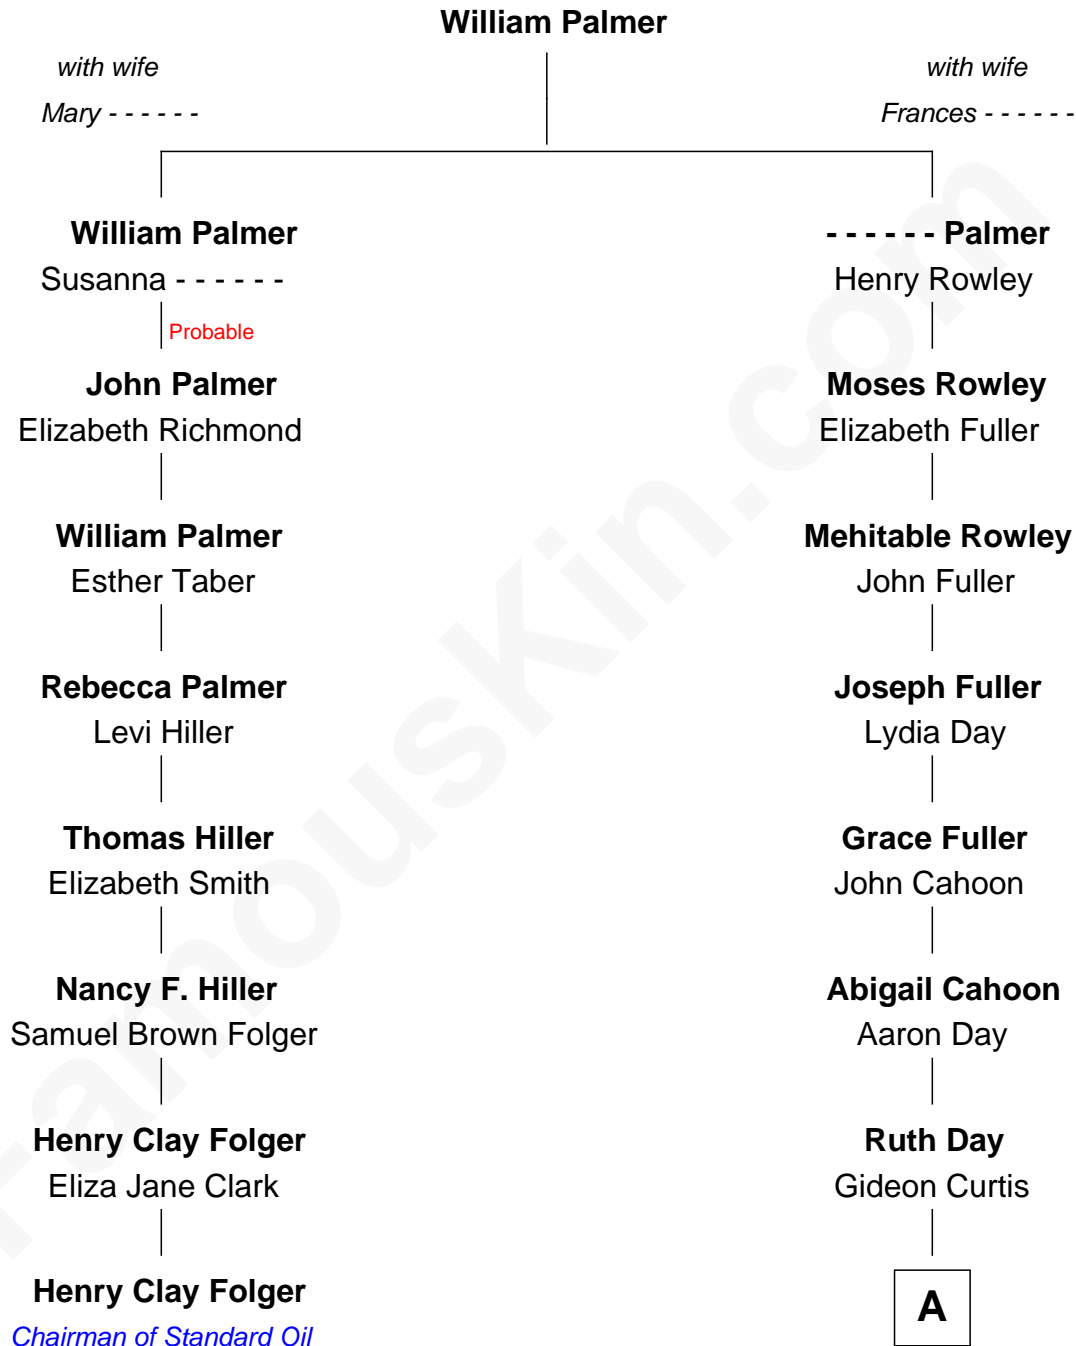 William Palmer
with wife
Mary - - - - - -
with wife
Frances - - - - - -
William Palmer
Susanna - - - - - -
Probable
- - - - - - Palmer
Henry Rowley
John Palmer
Elizabeth Richmond
Moses Rowley
Elizabeth Fuller
William Palmer
Esther Taber
Mehitable Rowley
John Fuller
Rebecca Palmer
Levi Hiller
Joseph Fuller
Lydia Day
Thomas Hiller
Elizabeth Smith
Grace Fuller
John Cahoon
Nancy F. Hiller
Samuel Brown Folger
Abigail Cahoon
Aaron Day
Henry Clay Folger
Eliza Jane Clark
Ruth Day
Gideon Curtis
Henry Clay Folger
Chairman of Standard Oil
A
FamousKin.com